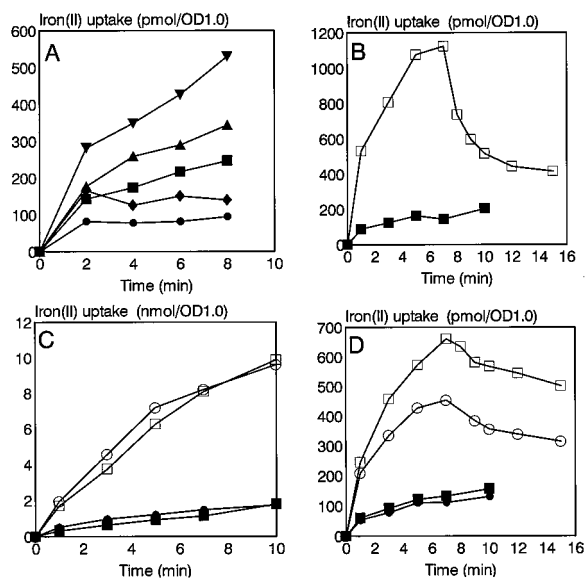 Iron(II) uptake (pmol/OD1.0)
600
500
400
300
200
100
0
A
0 2 4 6 8 10
Time (min)
Iron(II) uptake (pmol/OD1.0)
1200
1000
800
600
400
200
0
B
0 2 4 6 8 10 12 14 16
Time (min)
Iron(II) uptake (nmol/OD1.0)
12
10
8
6
4
2
0
C
0 2 4 6 8 10
Time (min)
Iron(II) uptake (pmol/OD1.0)
700
600
500
400
300
200
100
0
D
0 2 4 6 8 10 12 14 16
Time (min)